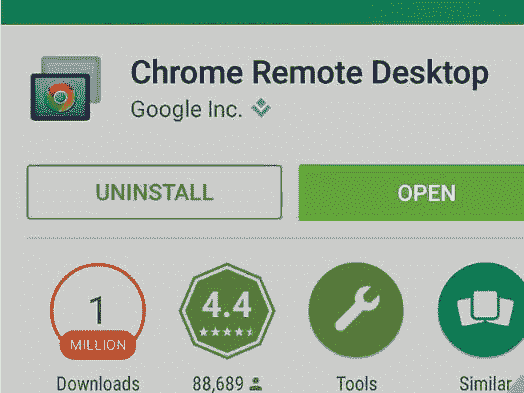 Chrome Remote Desktop
Google Inc.
UNINSTALL
OPEN
1
MILLION
4.4
Downloads
88,689
Tools
Similar